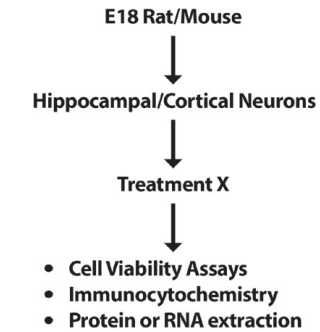 E18 Rat/Mouse
Hippocampal/Cortical Neurons
Treatment X
• Cell Viability Assays
• Immunocytochemistry
• Protein or RNA extraction